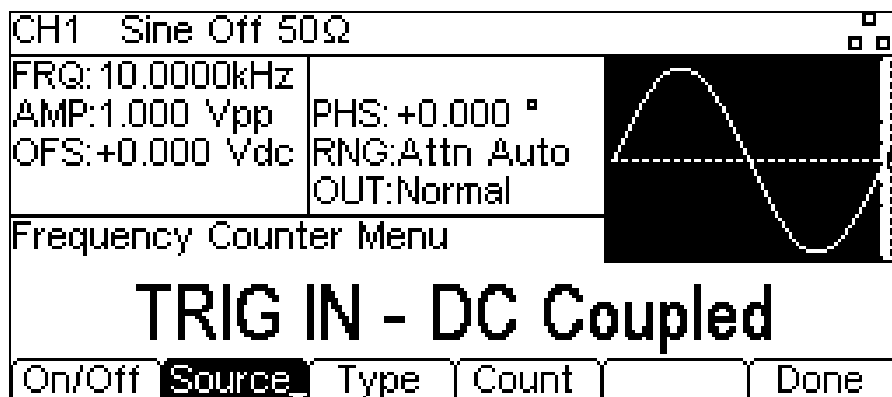 CH1 Sine Off 50Ω
FRQ:10.0000kHz
AMP:1.000 Vpp
OFS:+0.000 Vdc
PHS:+0.000 °
RNG:Attn Auto
OUT:Normal
Frequency Counter Menu
TRIG IN - DC Coupled
On/Off Source Type Count Done